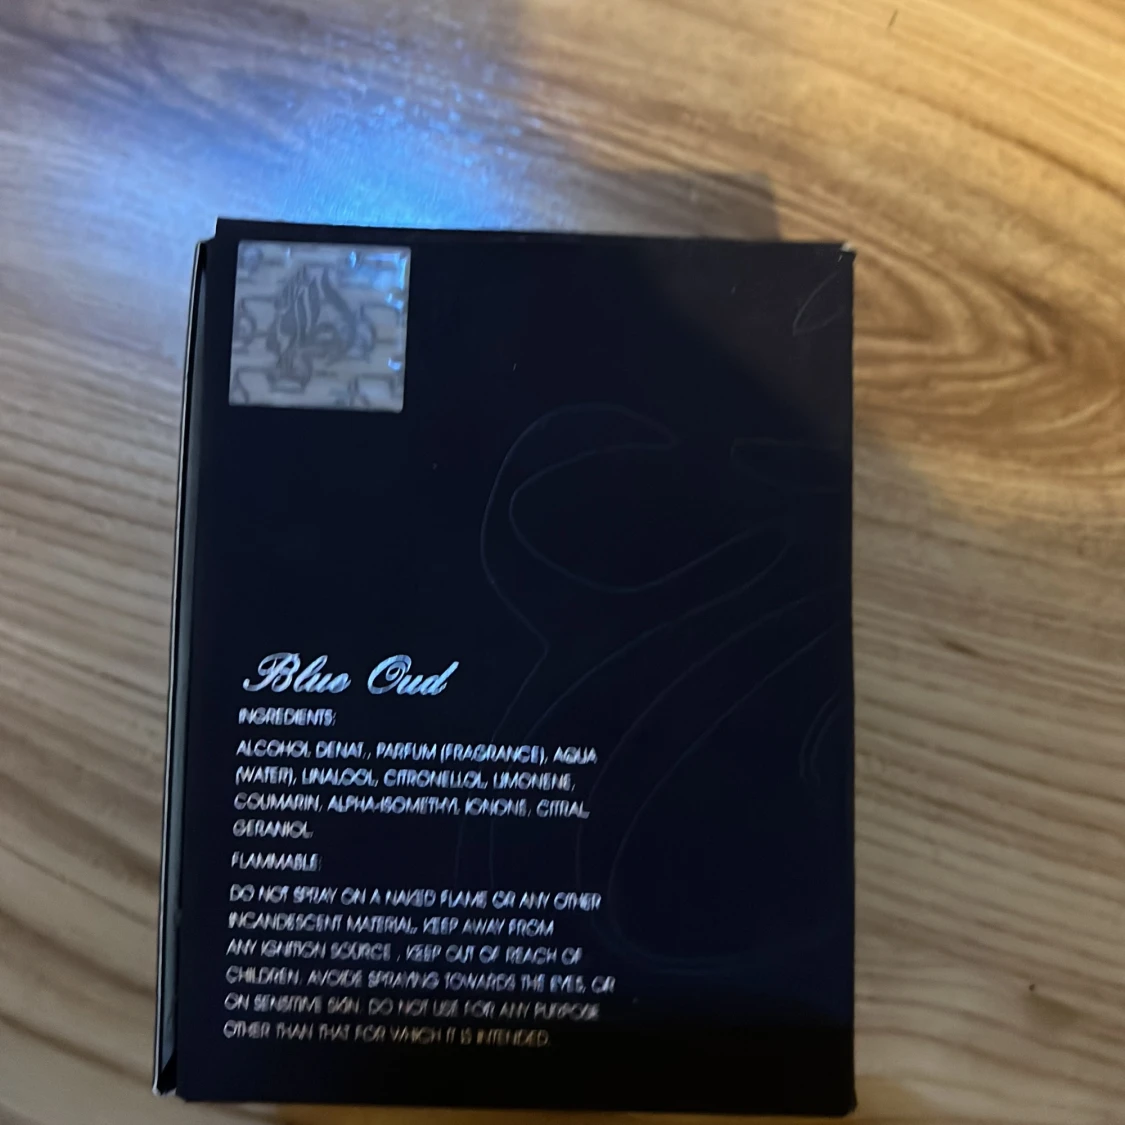 Blue Oud
INGREDIENTS:
ALCOHOL DENAT., PARFUM (FRAGRANCE), AQUA
(WATER), LINALOOL, CITRONELLOL, LIMONENE,
COUMARIN, ALPHA-ISOMETHYL IONONE, CITRAL,
GERANIOL.
FLAMMABLE:
DO NOT SPRAY ON A NAKED FLAME OR ANY OTHER
INCANDESCENT MATERIAL, KEEP AWAY FROM
ANY IGNITION SOURCE , KEEP OUT OF REACH OF
CHILDREN. AVOIDE SPRAYING TOWARDS THE EYES, OR
ON SENSITIVE SKIN. DO NOT USE FOR ANY PURPOSE
OTHER THAN THAT FOR WHICH IT IS INTENDED.